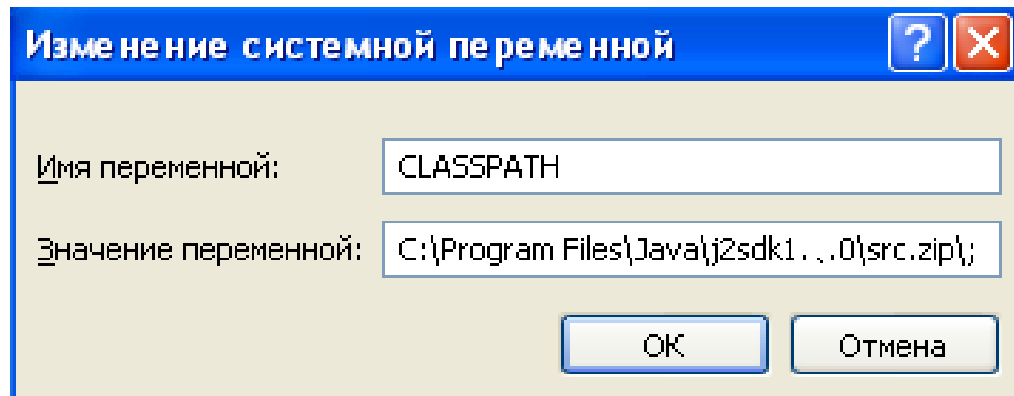 Изменение системной переменной
Имя переменной: CLASSPATH
Значение переменной: C:\Program Files\Java\j2sdk1...0\src.zip\;
OK Отмена